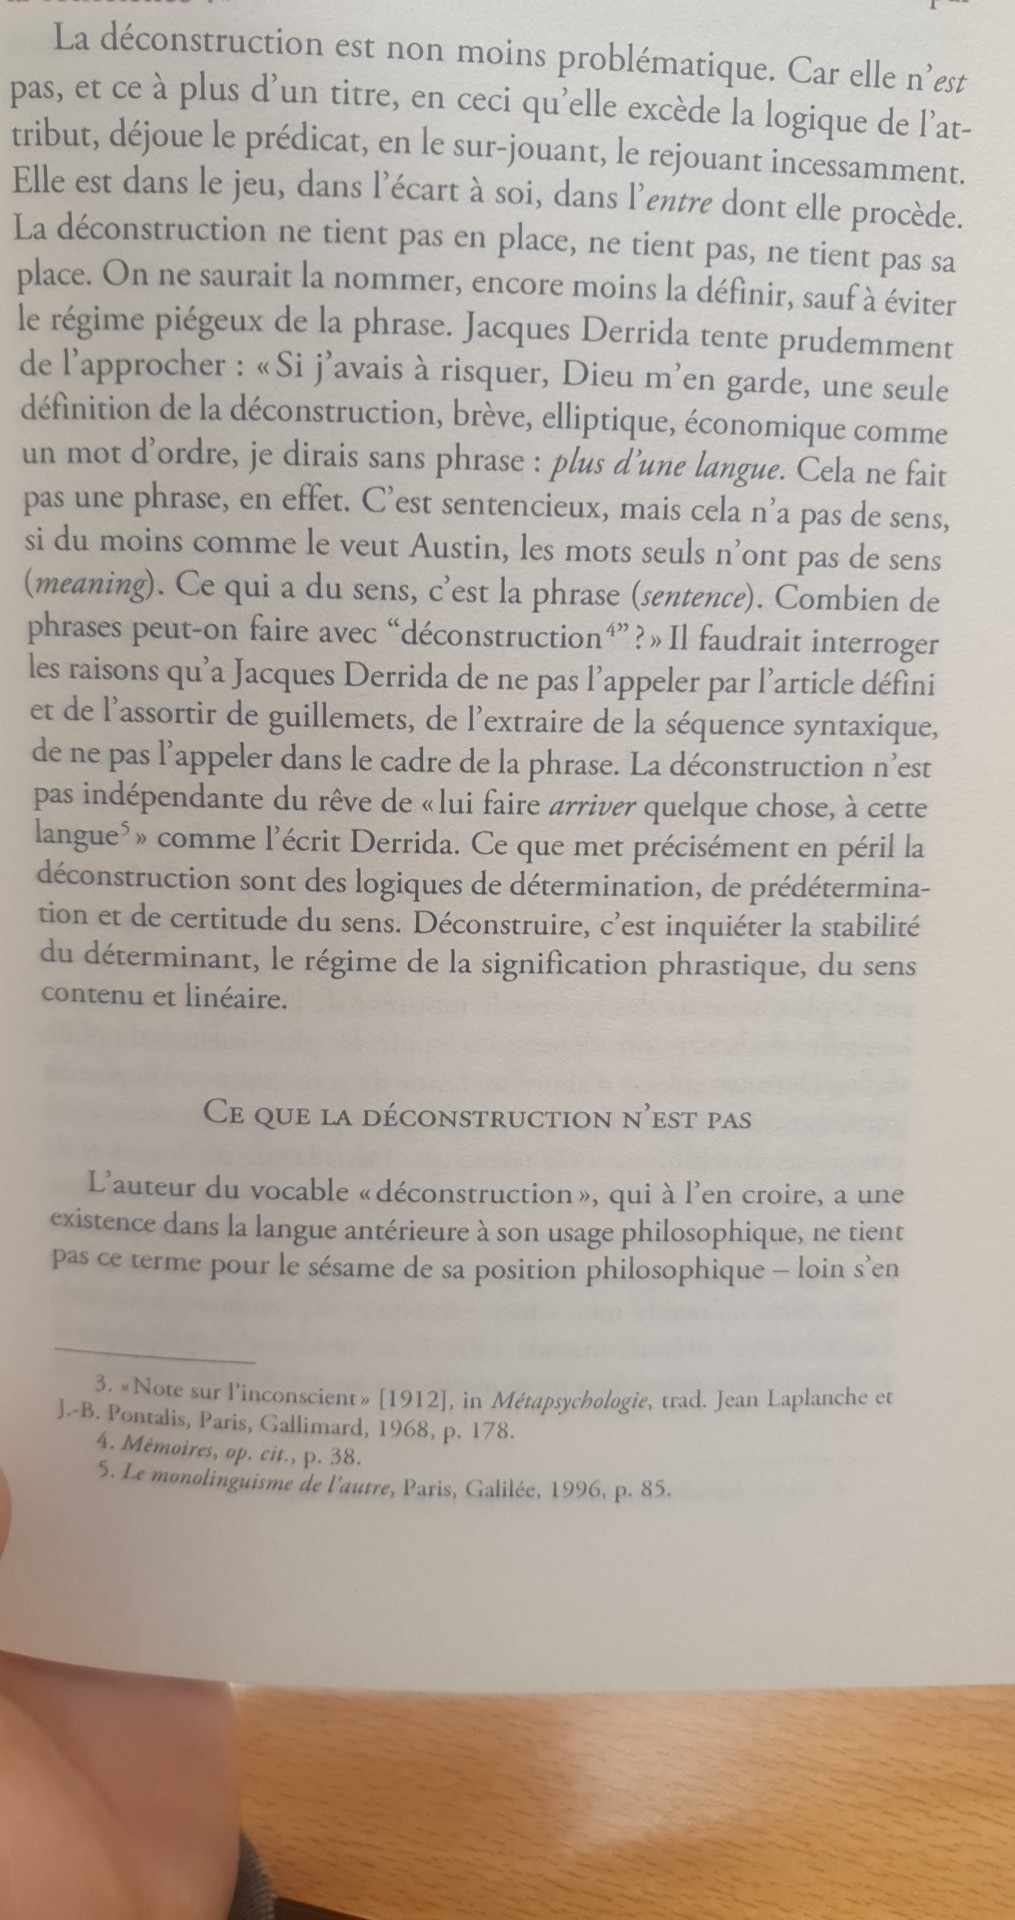 La déconstruction est non moins problématique. Car elle n’est
pas, et ce à plus d’un titre, en ceci qu’elle excède la logique de l’at-
tribut, déjoue le prédicat, en le sur-jouant, le rejouant incessamment.
Elle est dans le jeu, dans l’écart à soi, dans l’entre dont elle procède.
La déconstruction ne tient pas en place, ne tient pas, ne tient pas sa
place. On ne saurait la nommer, encore moins la définir, sauf à éviter
le régime piégeux de la phrase. Jacques Derrida tente prudemment
de l’approcher : « Si j’avais à risquer, Dieu m’en garde, une seule
définition de la déconstruction, brève, elliptique, économique comme
un mot d’ordre, je dirais sans phrase : plus d’une langue. Cela ne fait
pas une phrase, en effet. C’est sentencieux, mais cela n’a pas de sens,
si du moins comme le veut Austin, les mots seuls n’ont pas de sens
(meaning). Ce qui a du sens, c’est la phrase (sentence). Combien de
phrases peut-on faire avec “déconstruction⁴” ? » Il faudrait interroger
les raisons qu’a Jacques Derrida de ne pas l’appeler par l’article défini
et de l’assortir de guillemets, de l’extraire de la séquence syntaxique,
de ne pas l’appeler dans le cadre de la phrase. La déconstruction n’est
pas indépendante du rêve de « lui faire arriver quelque chose, à cette
langue⁵ » comme l’écrit Derrida. Ce que met précisément en péril la
déconstruction sont des logiques de détermination, de prédétermina-
tion et de certitude du sens. Déconstruire, c’est inquiéter la stabilité
du déterminant, le régime de la signification phrastique, du sens
contenu et linéaire.
CE QUE LA DÉCONSTRUCTION N’EST PAS
L’auteur du vocable « déconstruction », qui à l’en croire, a une
existence dans la langue antérieure à son usage philosophique, ne tient
pas ce terme pour le sésame de sa position philosophique – loin s’en
3. « Note sur l’inconscient » [1912], in Métapsychologie, trad. Jean Laplanche et
J.-B. Pontalis, Paris, Gallimard, 1968, p. 178.
4. Mémoires, op. cit., p. 38.
5. Le monolinguisme de l’autre, Paris, Galilée, 1996, p. 85.